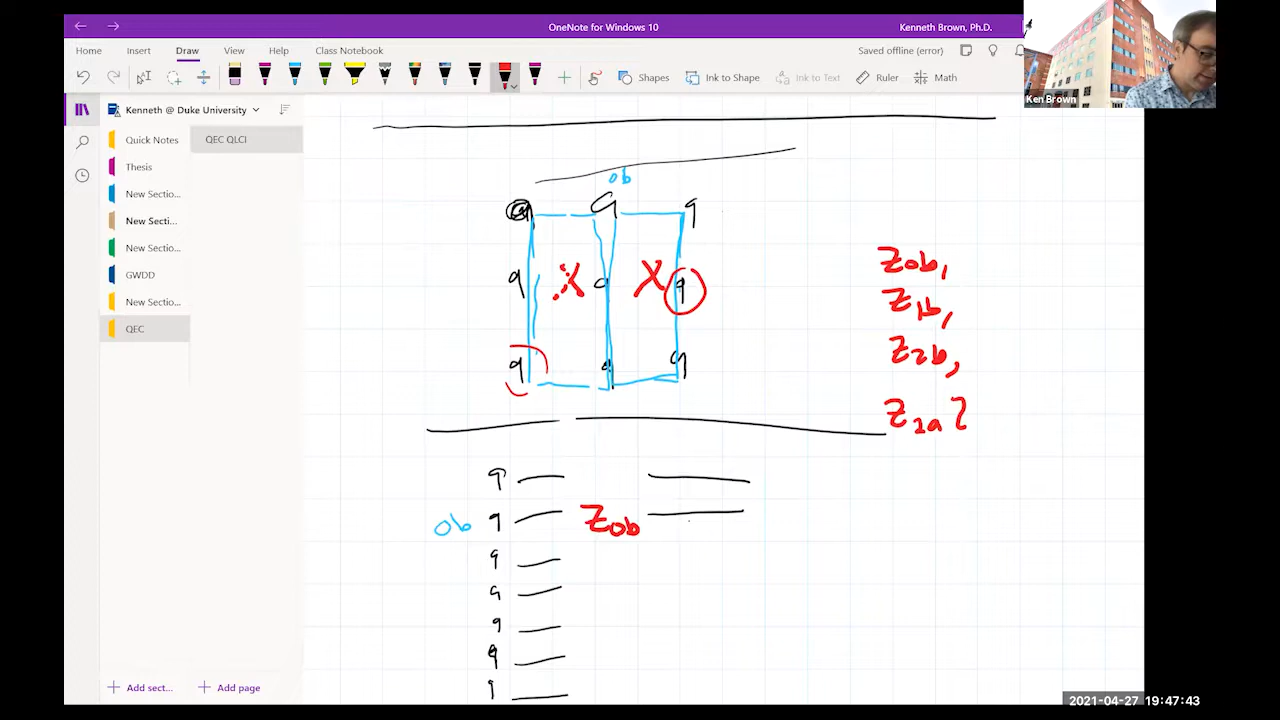 OneNote for Windows 10
Kenneth Brown, Ph.D.
Home Insert Draw View Help Class Notebook
Saved offline (error)
Shapes Ink to Shape Ink to Text Ruler Math
Ken Brown
Kenneth @ Duke University
Quick Notes
QEC QLCI
Thesis
New Sectio...
New Secti...
New Sectio...
GWDD
New Sectio...
QEC
Add sect...
Add page
0b
q q q
q X q X q
q q q
Z0b,
Z1b,
Z2b,
Z2a?
q
0b q Z0b
q
q
q
q
q
2021-04-27 19:47:43